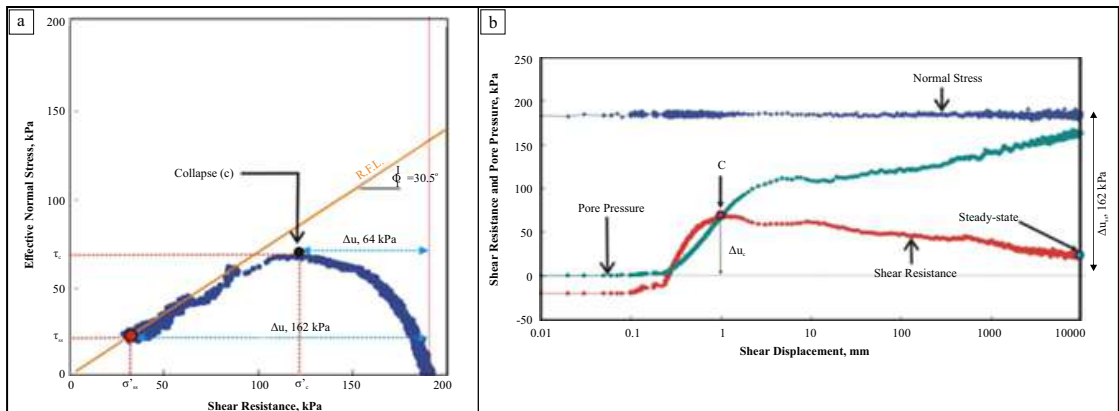 a
200
150
100
50
0
Effective Normal Stress, kPa
R.F.L.
ϕ =30.5°
Collapse (c)
Δu, 64 kPa
τc
Δu, 162 kPa
τss
0
σ'ss
50
100
σ'c
150
200
Shear Resistance, kPa
b
250
200
150
100
50
0
-50
Shear Resistance and Pore Pressure, kPa
Normal Stress
C
Pore Pressure
Steady-state
Δuc
Shear Resistance
Δus, 162 kPa
0.01
0.1
1
10
100
1000
10000
Shear Displacement, mm